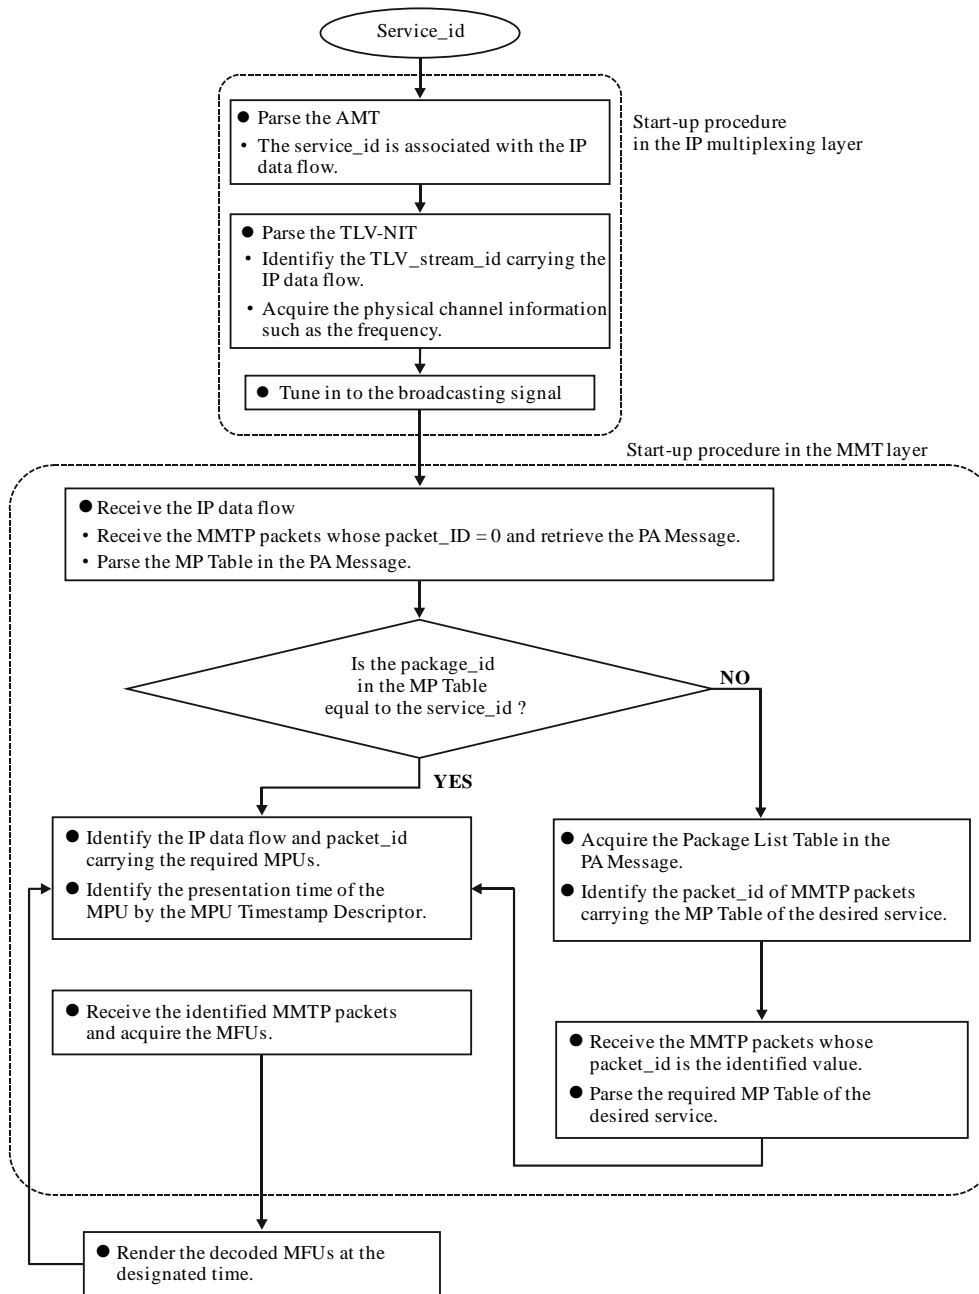 Service_id
Start-up procedure
in the IP multiplexing layer
● Parse the AMT
• The service_id is associated with the IP
data flow.
● Parse the TLV-NIT
• Identifiy the TLV_stream_id carrying the
IP data flow.
• Acquire the physical channel information
such as the frequency.
● Tune in to the broadcasting signal
Start-up procedure in the MMT layer
● Receive the IP data flow
• Receive the MMTP packets whose packet_ID = 0 and retrieve the PA Message.
• Parse the MP Table in the PA Message.
Is the package_id
in the MP Table
equal to the service_id ?
NO
YES
● Identify the IP data flow and packet_id
carrying the required MPUs.
● Identify the presentation time of the
MPU by the MPU Timestamp Descriptor.
● Acquire the Package List Table in the
PA Message.
● Identify the packet_id of MMTP packets
carrying the MP Table of the desired service.
● Receive the identified MMTP packets
and acquire the MFUs.
● Receive the MMTP packets whose
packet_id is the identified value.
● Parse the required MP Table of the
desired service.
● Render the decoded MFUs at the
designated time.